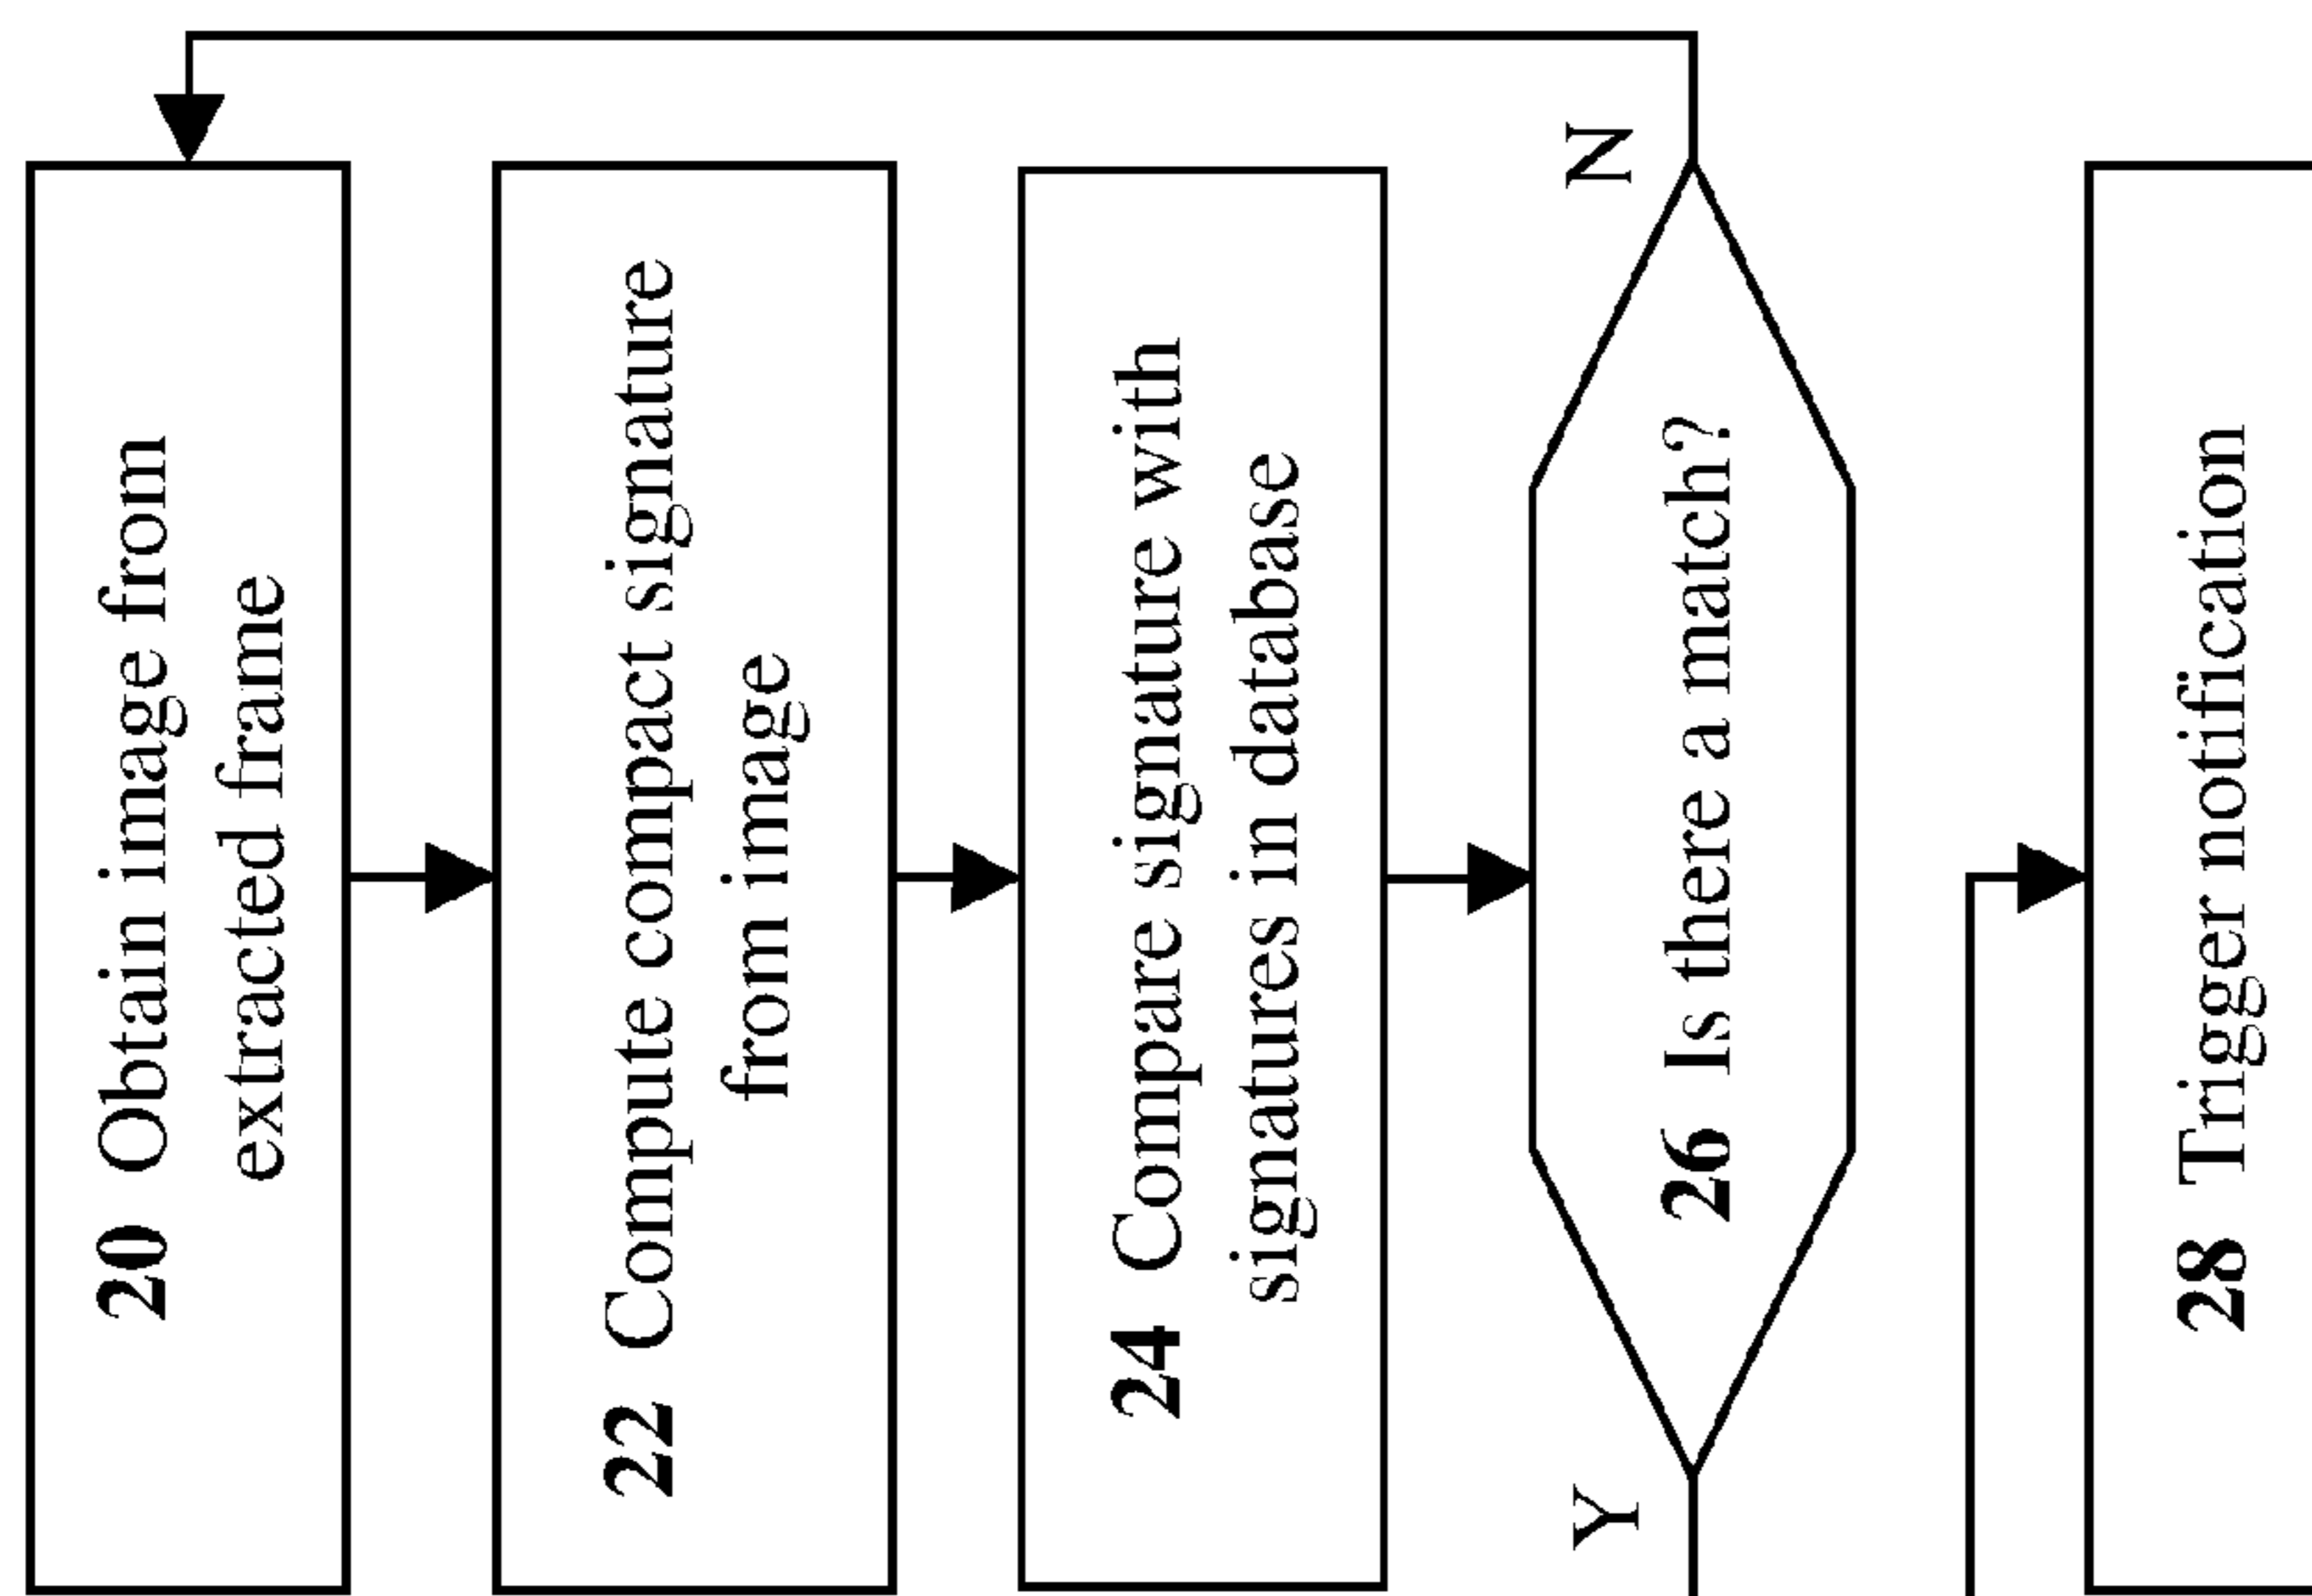 20 Obtain image from
extracted frame
22 Compute compact signature
from image
24 Compare signature with
signatures in database
26 Is there a match?
Y
N
28 Trigger notification